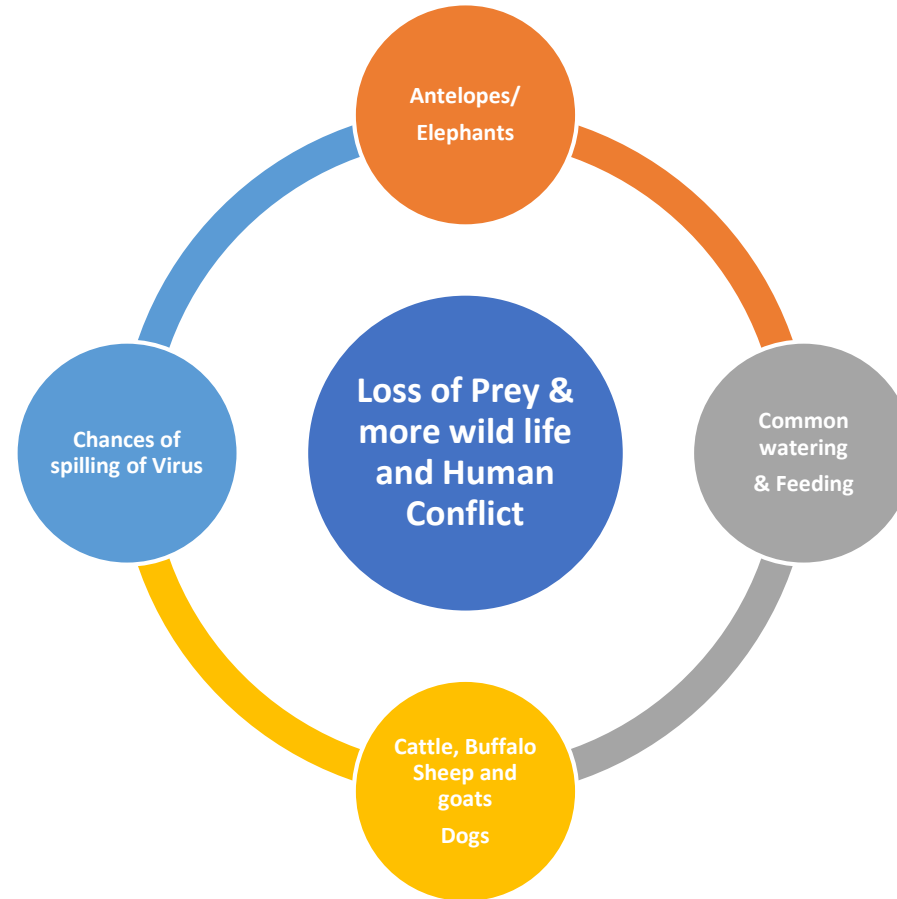 Antelopes/
Elephants
Loss of Prey &
more wild life
and Human
Conflict
Common
watering
& Feeding
Chances of
spilling of Virus
Cattle, Buffalo
Sheep and
goats
Dogs